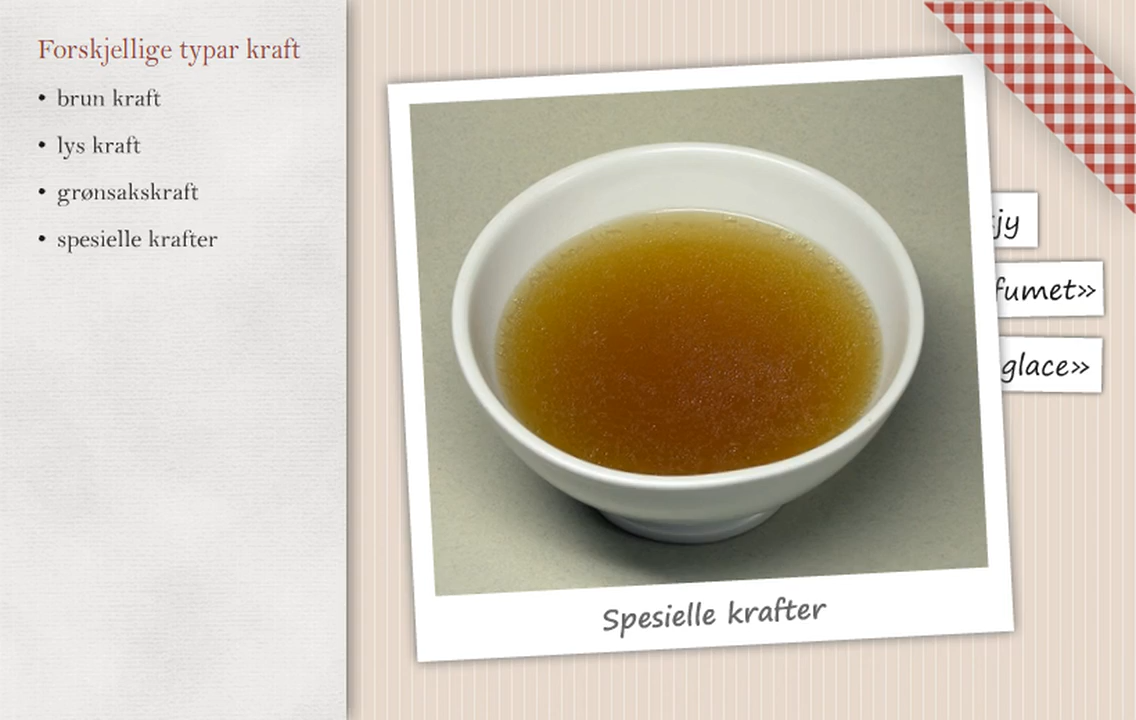 Forskjellige typar kraft
• brun kraft
• lys kraft
• grønsakskraft
• spesielle krafter
jy
fumet»
glace»
Spesielle krafter